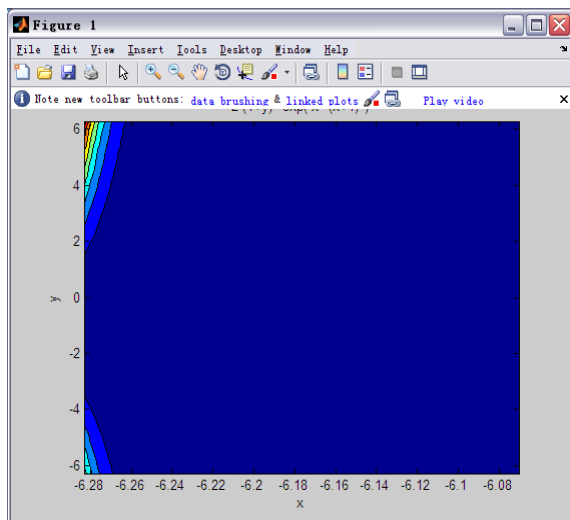 Figure 1
File Edit View Insert Tools Desktop Window Help
Note new toolbar buttons: data brushing & linked plots Play video
6
4
2
0
-2
-4
-6
y
-6.28 -6.26 -6.24 -6.22 -6.2 -6.18 -6.16 -6.14 -6.12 -6.1 -6.08
x